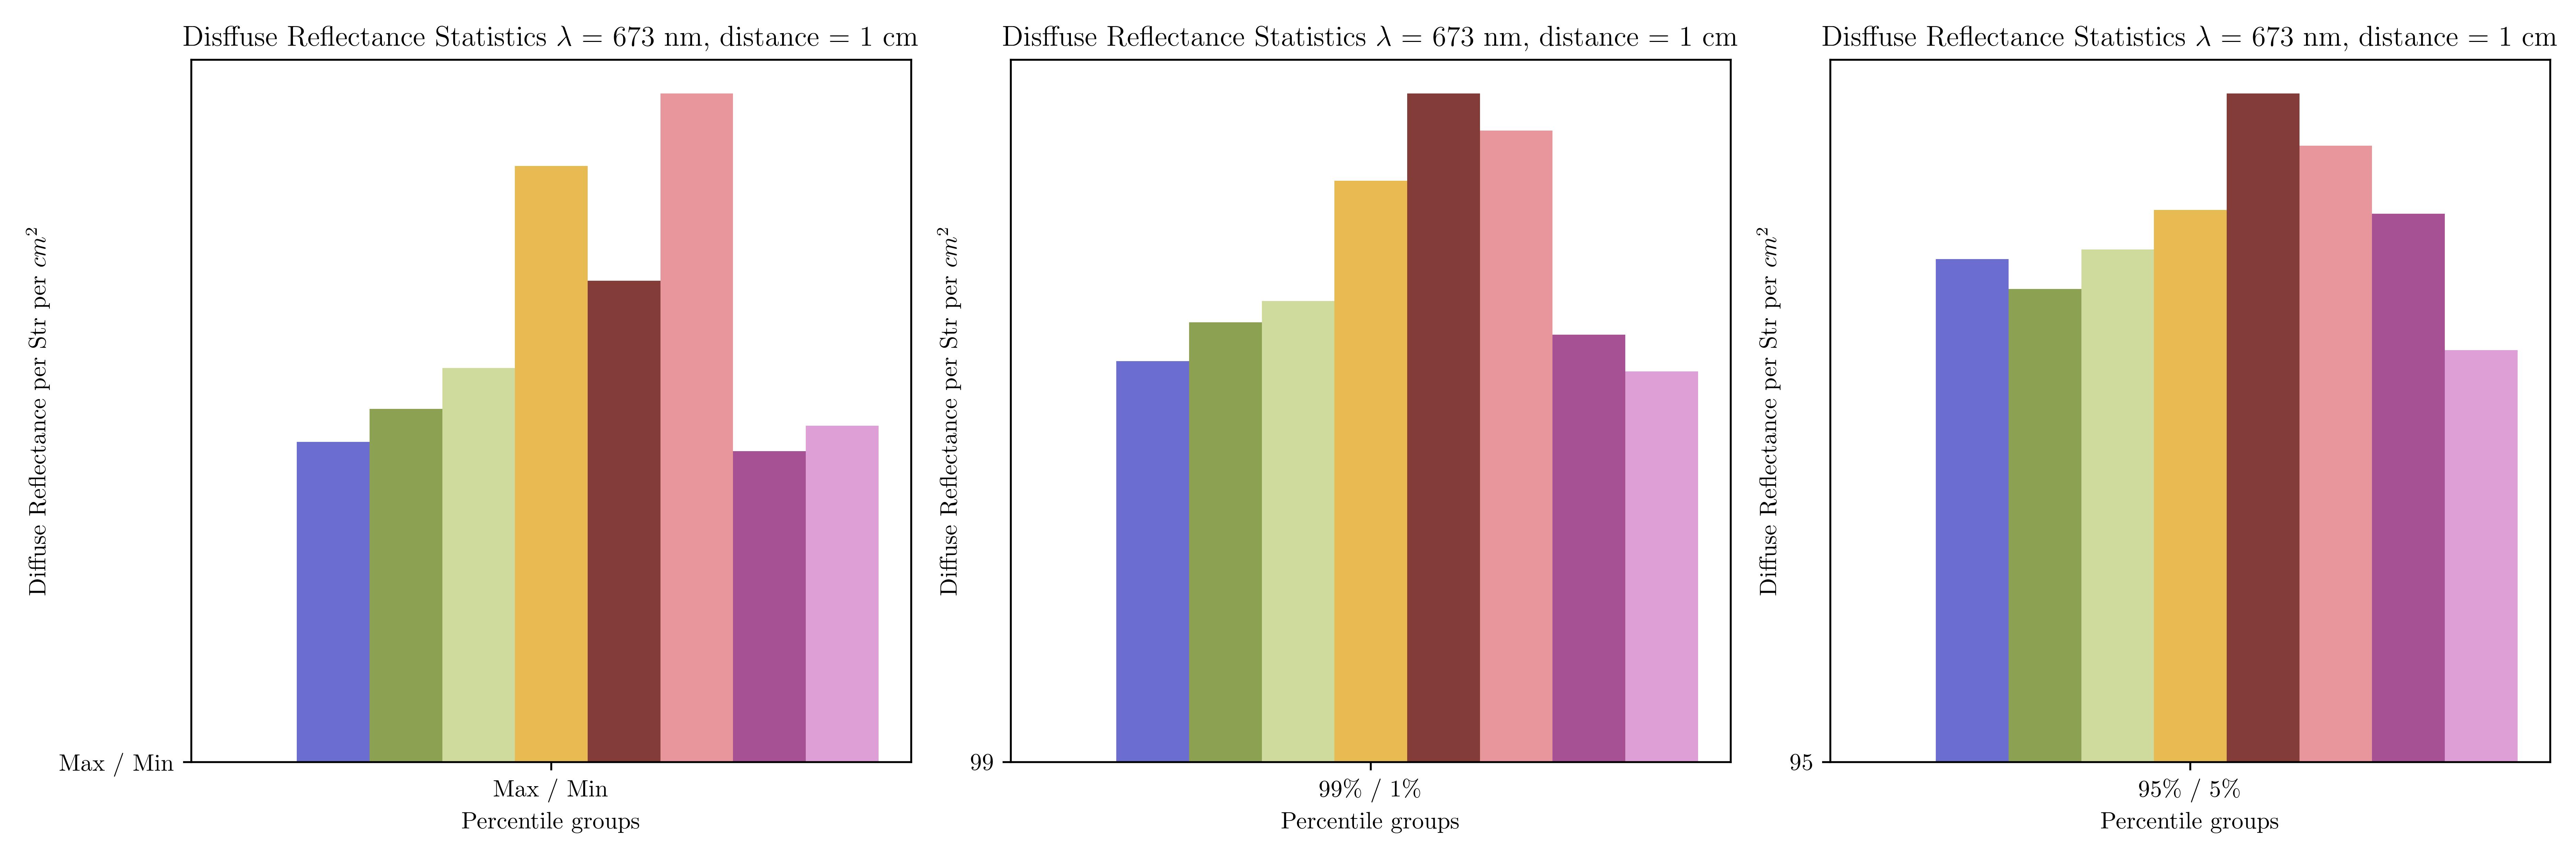 Disffuse Reflectance Statistics λ = 673 nm, distance = 1 cm
Diffuse Reflectance per Str per cm²
Max / Min
Max / Min
Percentile groups
Disffuse Reflectance Statistics λ = 673 nm, distance = 1 cm
Diffuse Reflectance per Str per cm²
99
99% / 1%
Percentile groups
Disffuse Reflectance Statistics λ = 673 nm, distance = 1 cm
Diffuse Reflectance per Str per cm²
95
95% / 5%
Percentile groups